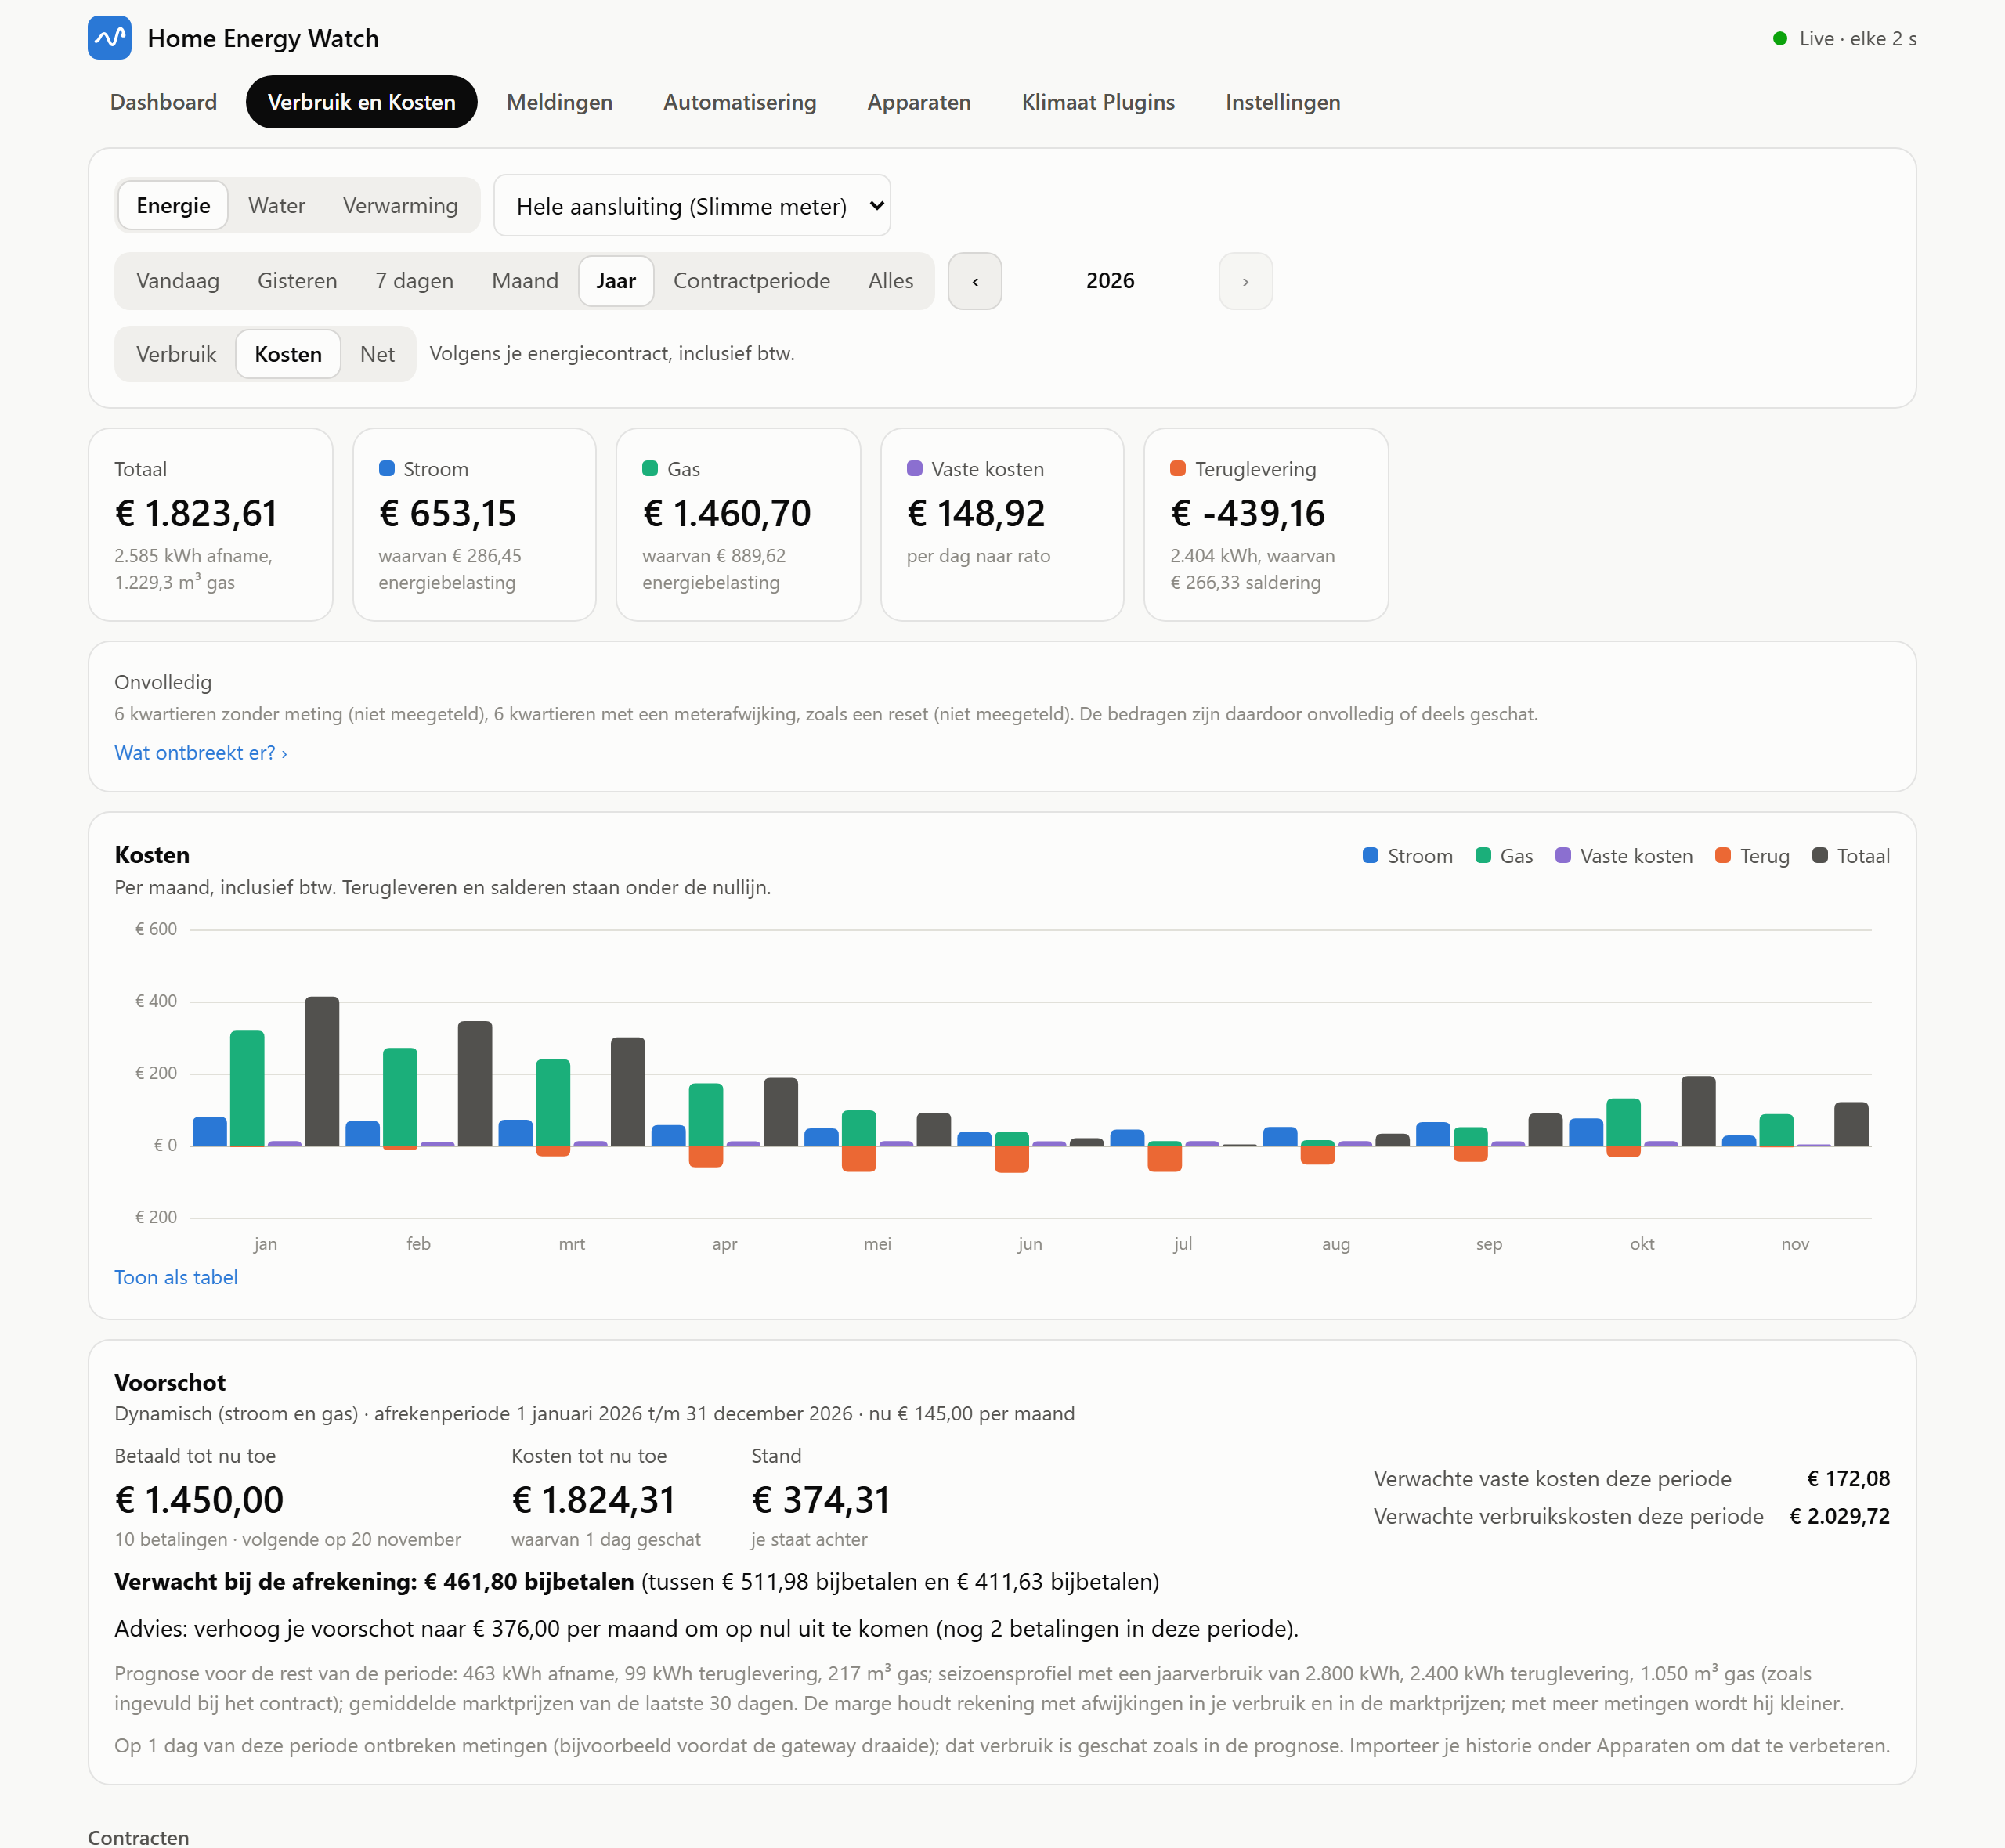 Home Energy Watch
Live · elke 2 s
Dashboard Verbruik en Kosten Meldingen Automatisering Apparaten Klimaat Plugins Instellingen
Energie Water Verwarming Hele aansluiting (Slimme meter)
Vandaag Gisteren 7 dagen Maand Jaar Contractperiode Alles ‹ 2026 ›
Verbruik Kosten Net Volgens je energiecontract, inclusief btw.
Totaal
€ 1.823,61
2.585 kWh afname,
1.229,3 m³ gas
Stroom
€ 653,15
waarvan € 286,45
energiebelasting
Gas
€ 1.460,70
waarvan € 889,62
energiebelasting
Vaste kosten
€ 148,92
per dag naar rato
Teruglevering
€ -439,16
2.404 kWh, waarvan
€ 266,33 saldering
Onvolledig
6 kwartieren zonder meting (niet meegeteld), 6 kwartieren met een meterafwijking, zoals een reset (niet meegeteld). De bedragen zijn daardoor onvolledig of deels geschat.
Wat ontbreekt er? ›
Kosten
Stroom Gas Vaste kosten Terug Totaal
Per maand, inclusief btw. Terugleveren en salderen staan onder de nullijn.
€ 600
€ 400
€ 200
€ 0
€ 200
jan feb mrt apr mei jun jul aug sep okt nov
Toon als tabel
Voorschot
Dynamisch (stroom en gas) · afrekenperiode 1 januari 2026 t/m 31 december 2026 · nu € 145,00 per maand
Betaald tot nu toe
€ 1.450,00
10 betalingen · volgende op 20 november
Kosten tot nu toe
€ 1.824,31
waarvan 1 dag geschat
Stand
€ 374,31
je staat achter
Verwachte vaste kosten deze periode € 172,08
Verwachte verbruikskosten deze periode € 2.029,72
Verwacht bij de afrekening: € 461,80 bijbetalen (tussen € 511,98 bijbetalen en € 411,63 bijbetalen)
Advies: verhoog je voorschot naar € 376,00 per maand om op nul uit te komen (nog 2 betalingen in deze periode).
Prognose voor de rest van de periode: 463 kWh afname, 99 kWh teruglevering, 217 m³ gas; seizoensprofiel met een jaarverbruik van 2.800 kWh, 2.400 kWh teruglevering, 1.050 m³ gas (zoals
ingevuld bij het contract); gemiddelde marktprijzen van de laatste 30 dagen. De marge houdt rekening met afwijkingen in je verbruik en in de marktprijzen; met meer metingen wordt hij kleiner.
Op 1 dag van deze periode ontbreken metingen (bijvoorbeeld voordat de gateway draaide); dat verbruik is geschat zoals in de prognose. Importeer je historie onder Apparaten om dat te verbeteren.
Contracten